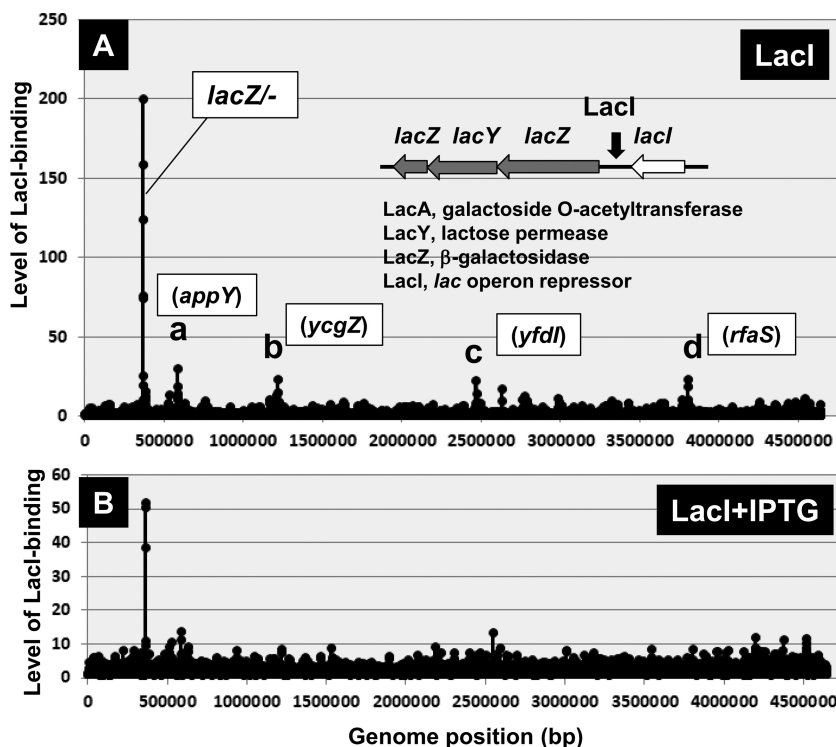 A
LacI
Level of LacI-binding
250
200
150
100
50
0
lacZ/-
LacI
lacZ lacY lacZ lacI
LacA, galactoside O-acetyltransferase
LacY, lactose permease
LacZ, β-galactosidase
LacI, lac operon repressor
(appY)
a
(ycgZ)
b
(yfdI)
c
(rfaS)
d
0 500000 1000000 1500000 2000000 2500000 3000000 3500000 4000000 4500000
B
LacI+IPTG
Level of LacI-binding
60
50
40
30
20
10
0
0 500000 1000000 1500000 2000000 2500000 3000000 3500000 4000000 4500000
Genome position (bp)